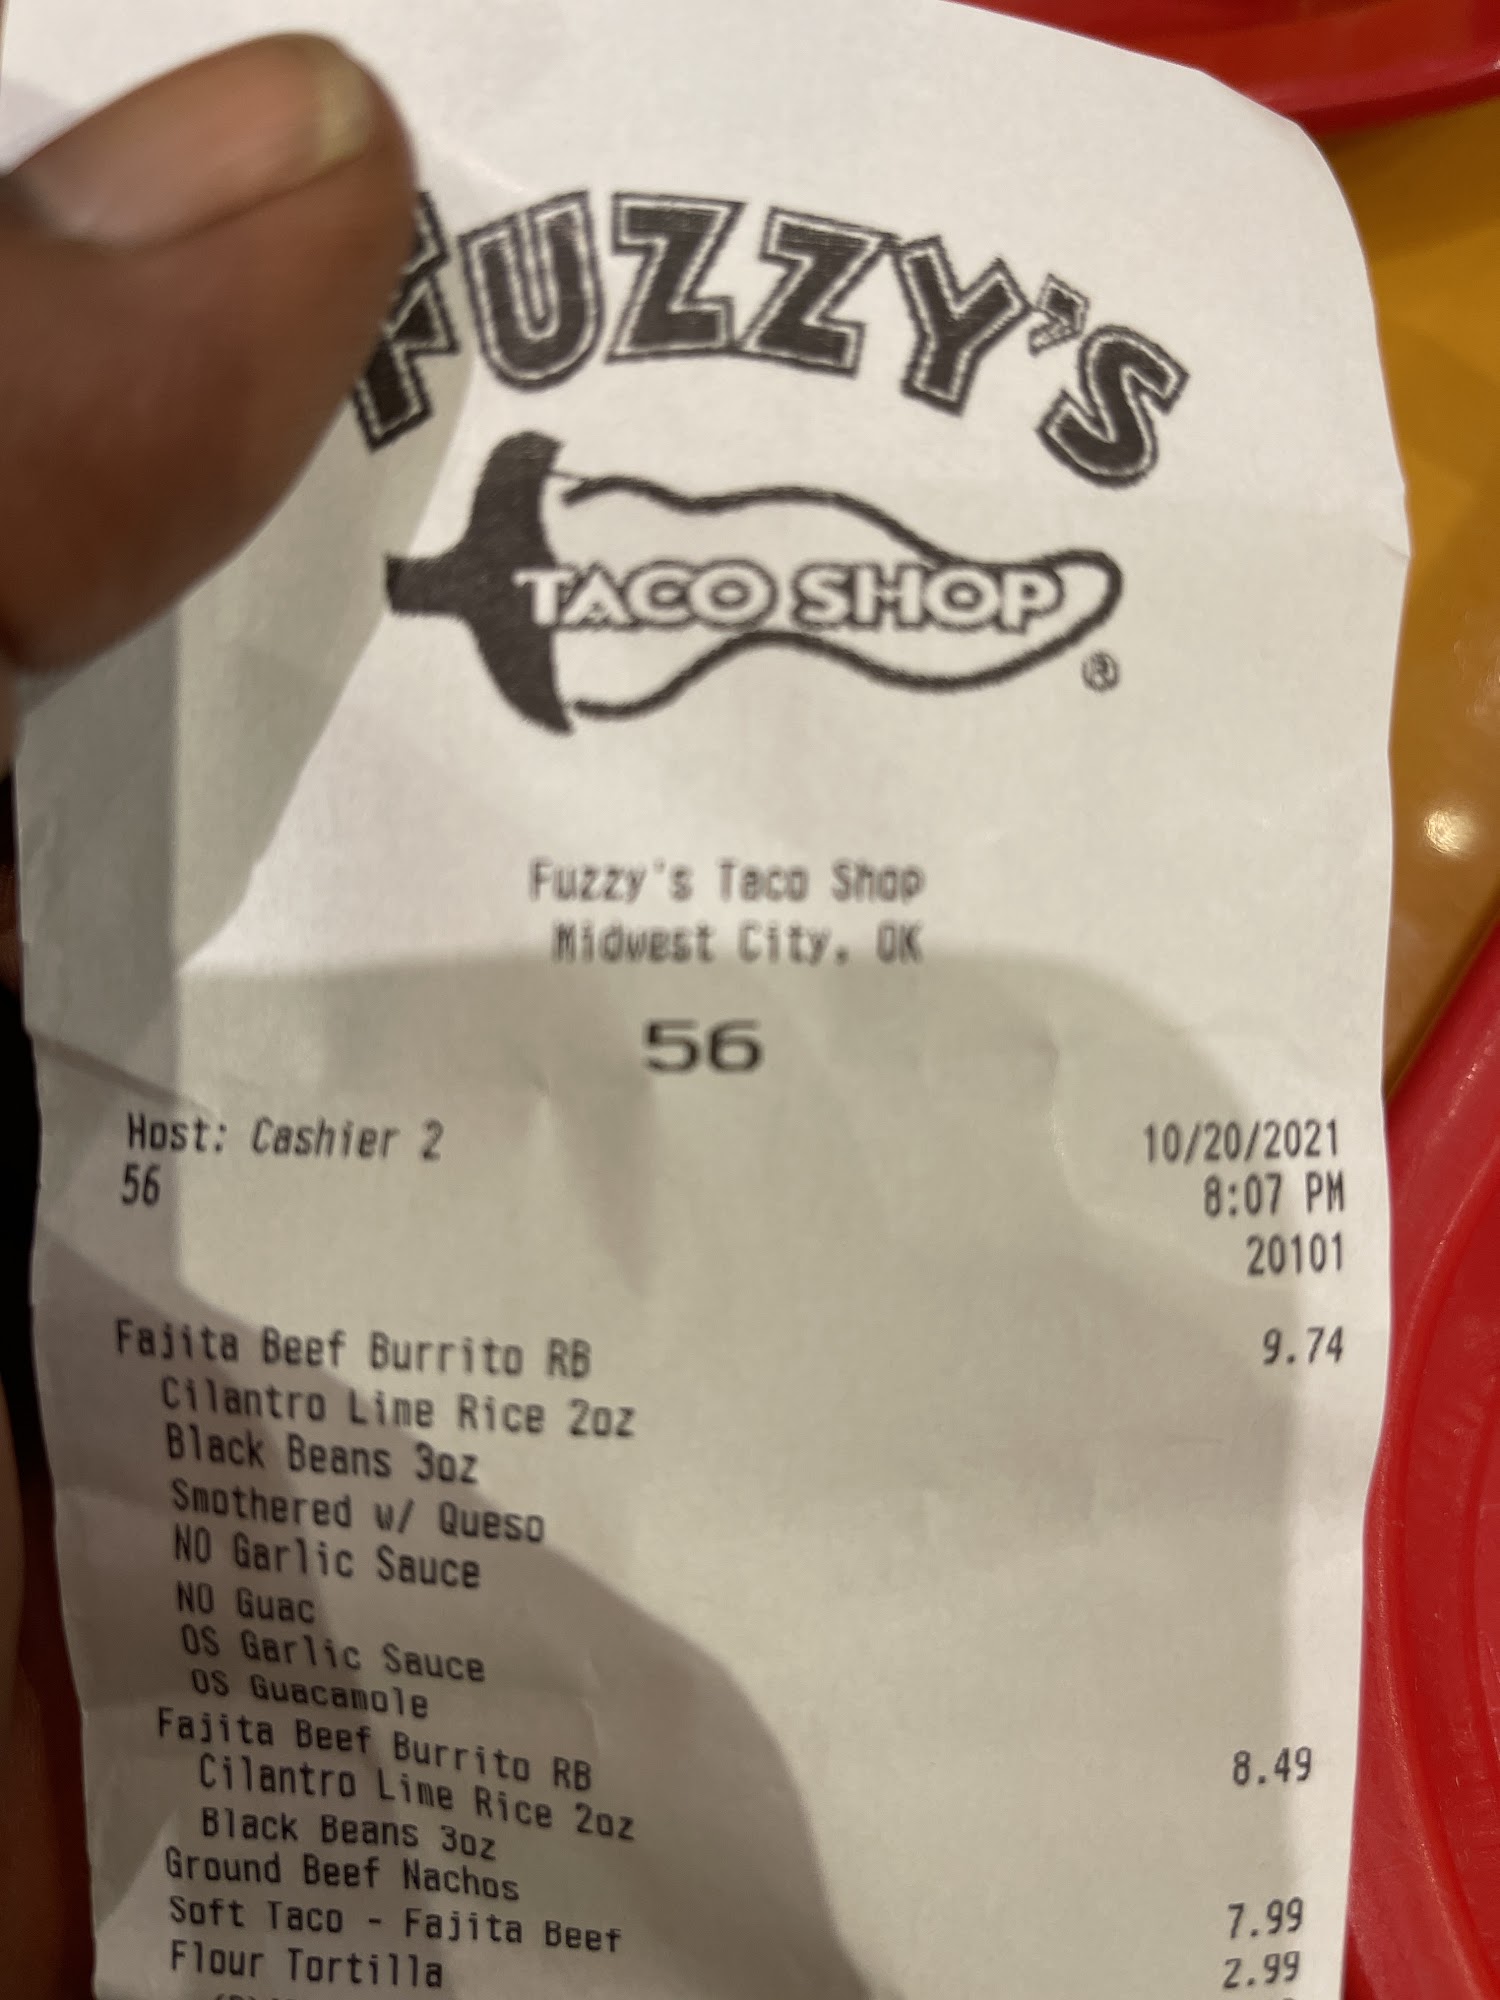 FUZZY'S
TACO SHOP ®
Fuzzy's Taco Shop
Midwest City, OK
56
Host: Cashier 2 10/20/2021
56 8:07 PM
20101
Fajita Beef Burrito RB 9.74
Cilantro Lime Rice 2oz
Black Beans 3oz
Smothered w/ Queso
NO Garlic Sauce
NO Guac
OS Garlic Sauce
OS Guacamole
Fajita Beef Burrito RB 8.49
Cilantro Lime Rice 2oz
Black Beans 3oz
Ground Beef Nachos 7.99
Soft Taco - Fajita Beef 2.99
Flour Tortilla